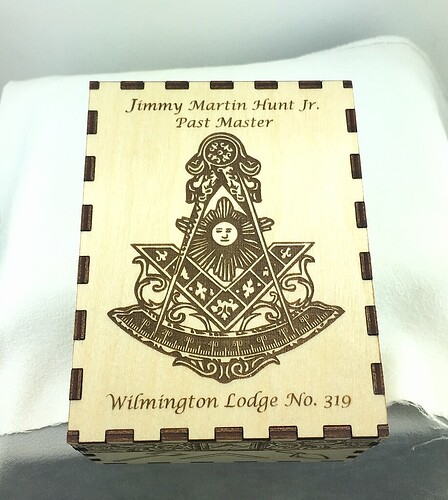 Jimmy Martin Hunt Jr.
Past Master
Wilmington Lodge No. 319